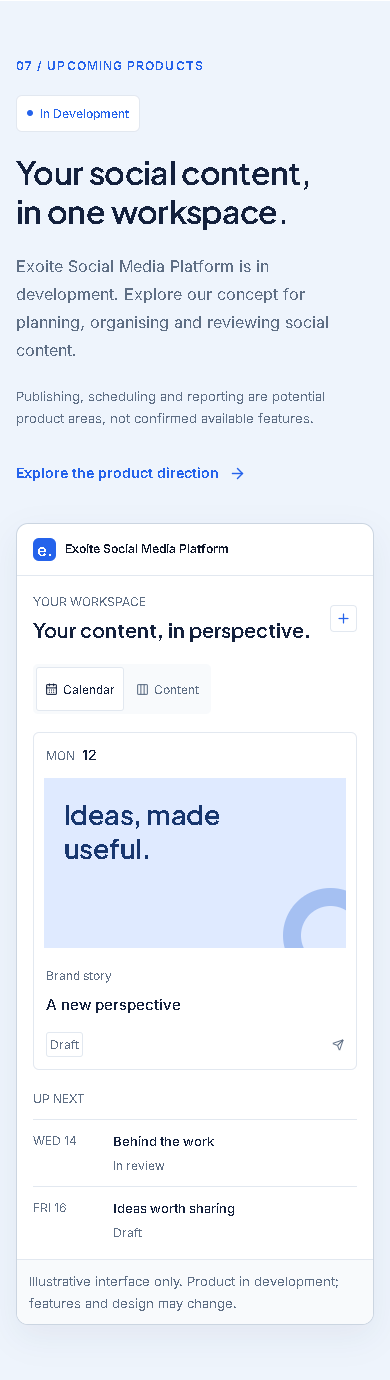 07 / UPCOMING PRODUCTS
In Development
Your social content,
in one workspace.
Exoite Social Media Platform is in
development. Explore our concept for
planning, organising and reviewing social
content.
Publishing, scheduling and reporting are potential
product areas, not confirmed available features.
Explore the product direction →
e. Exoite Social Media Platform
YOUR WORKSPACE
Your content, in perspective.
+
Calendar Content
MON 12
Ideas, made
useful.
Brand story
A new perspective
Draft
UP NEXT
WED 14 Behind the work
In review
FRI 16 Ideas worth sharing
Draft
Illustrative interface only. Product in development;
features and design may change.